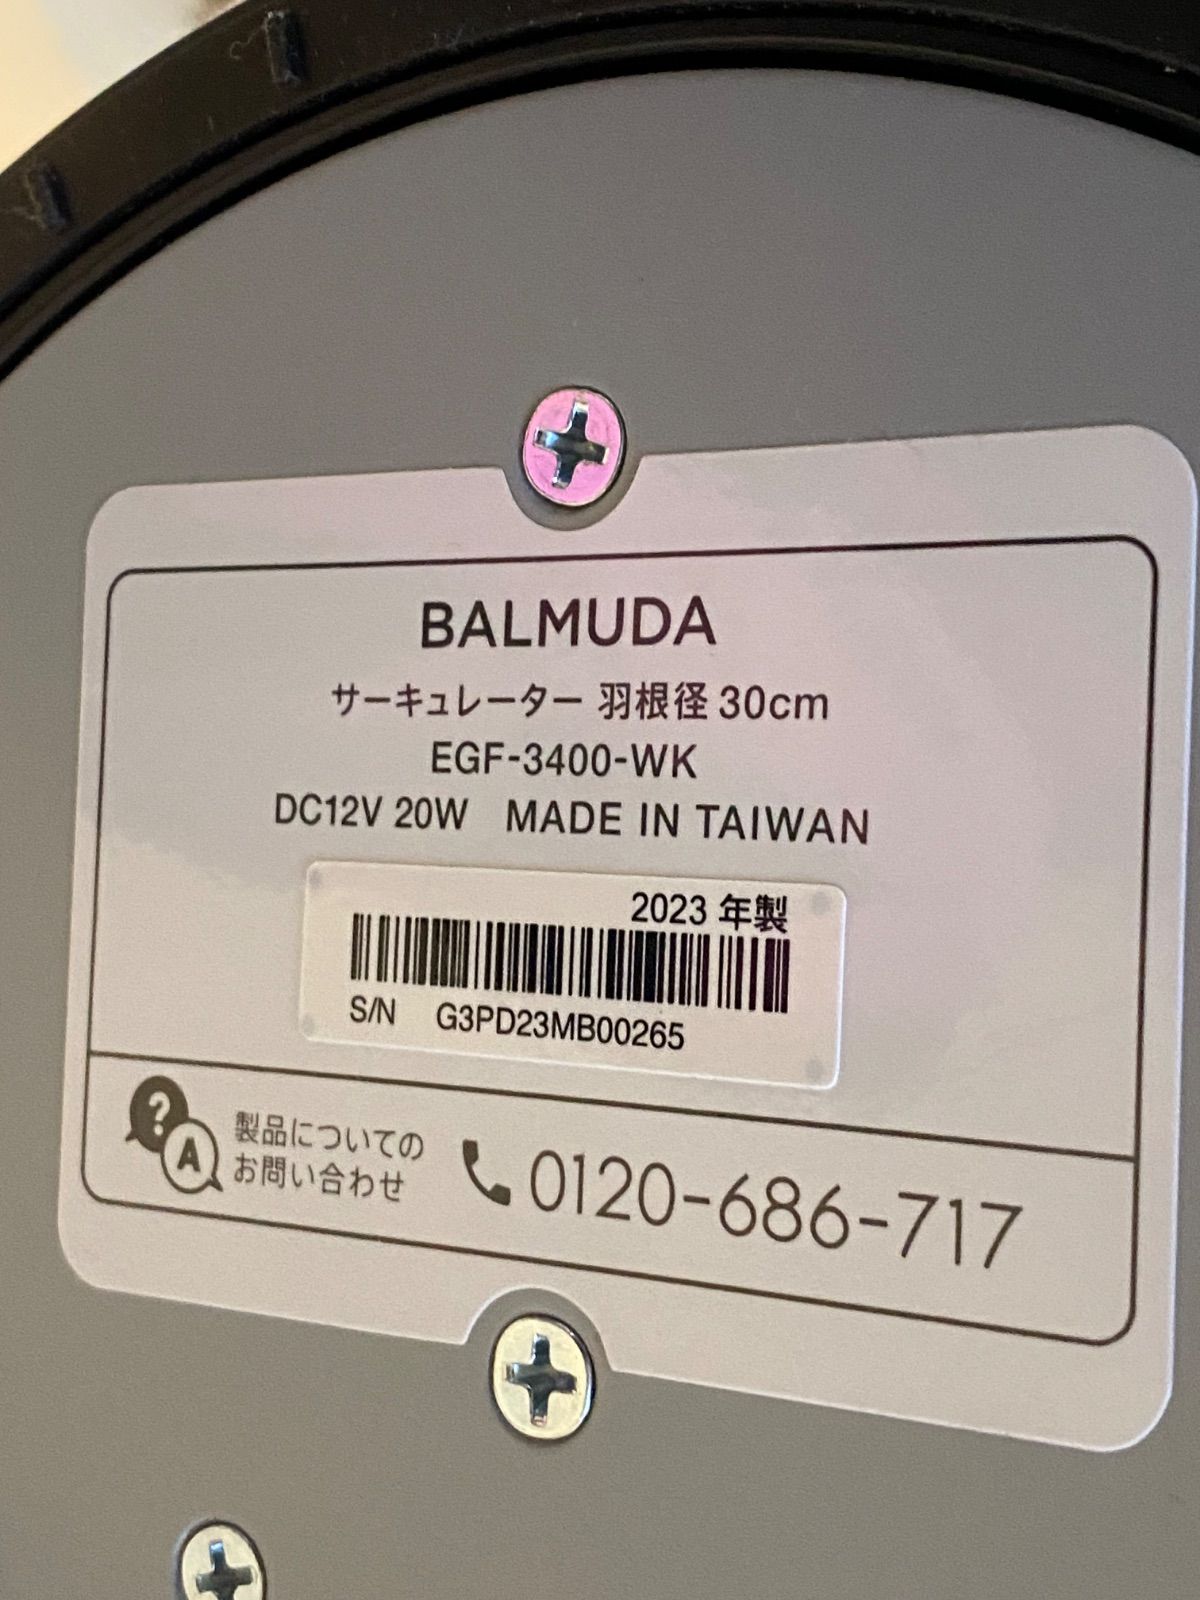 BALMUDA
サーキュレーター 羽根径 30cm
EGF-3400-WK
DC12V 20W MADE IN TAIWAN
2023 年製
S/N G3PD23MB00265
? A
製品についての
お問い合わせ
0120-686-717